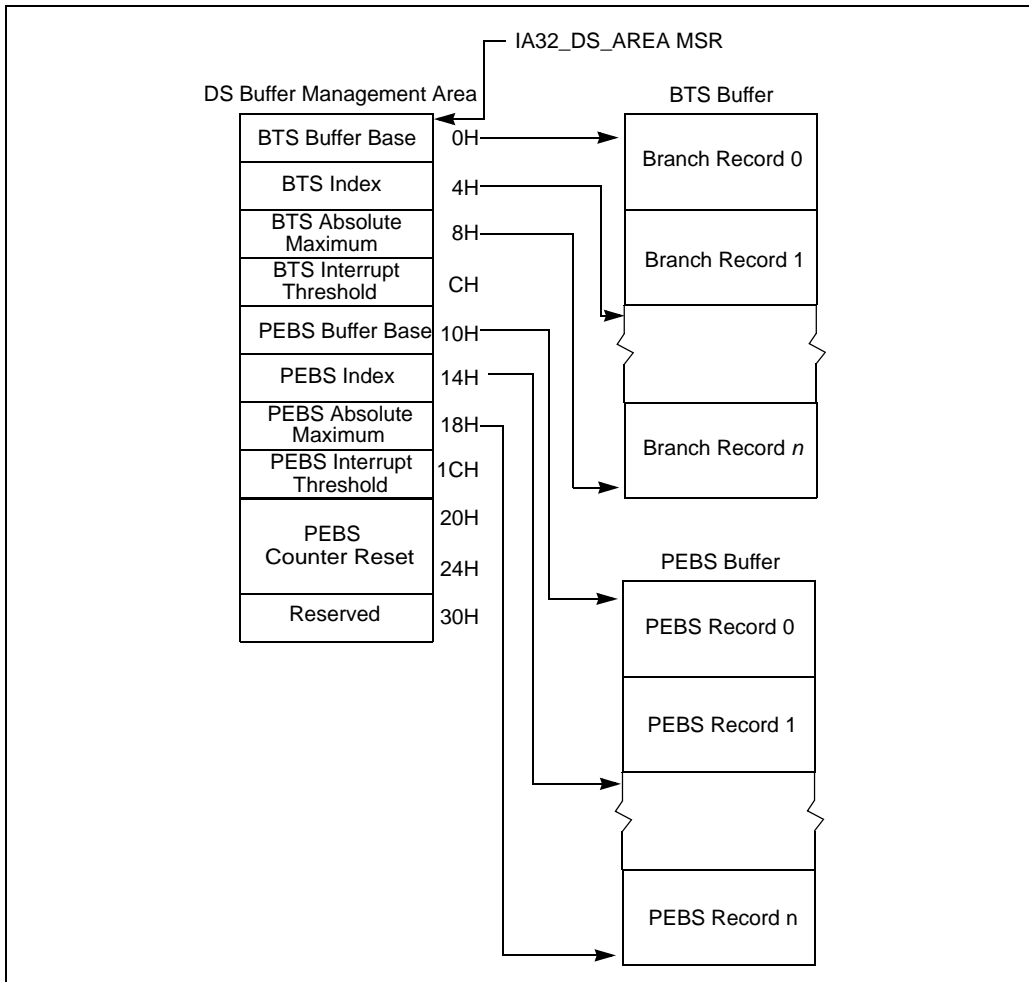 IA32_DS_AREA MSR
DS Buffer Management Area
BTS Buffer Base 0H
BTS Index 4H
BTS Absolute
Maximum 8H
BTS Interrupt
Threshold CH
PEBS Buffer Base 10H
PEBS Index 14H
PEBS Absolute
Maximum 18H
PEBS Interrupt
Threshold 1CH
20H
PEBS
Counter Reset
24H
Reserved 30H
BTS Buffer
Branch Record 0
Branch Record 1
Branch Record n
PEBS Buffer
PEBS Record 0
PEBS Record 1
PEBS Record n